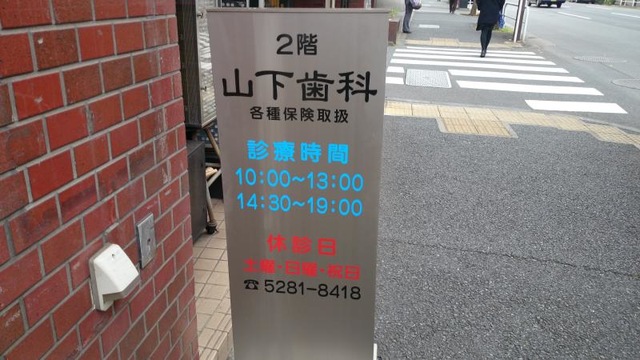 2階
山下歯科
各種保険取扱
診療時間
10:00~13:00
14:30~19:00
休診日
土曜・日曜・祝日
☎5281-8418